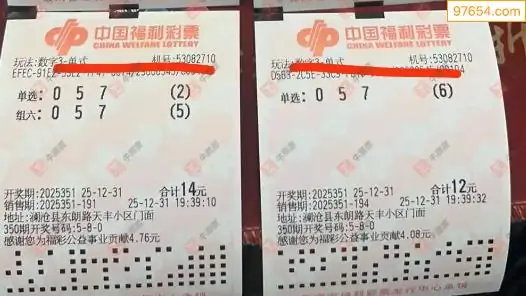 97654.com
中国福利彩票
CHINA WELFARE LOTTERY
玩法:数字3-单式 机号:53082710
单选: 0 5 7 (2)
组六: 0 5 7 (5)
开奖期:2025351 25-12-31 合计14元
销售期:2025351-191 25-12-31 19:39:10
地址:澜沧县东朗路天丰小区门面
350期开奖号码:5-8-0
感谢您为福彩公益事业贡献4.76元
中国福利彩票
CHINA WELFARE LOTTERY
玩法:数字3-单式 机号:53082710
单选: 0 5 7 (6)
开奖期:2025351 25-12-31 合计12元
销售期:2025351-194 25-12-31 19:39:32
地址:澜沧县东朗路天丰小区门面
350期开奖号码:5-8-0
感谢您为福彩公益事业贡献4.08元